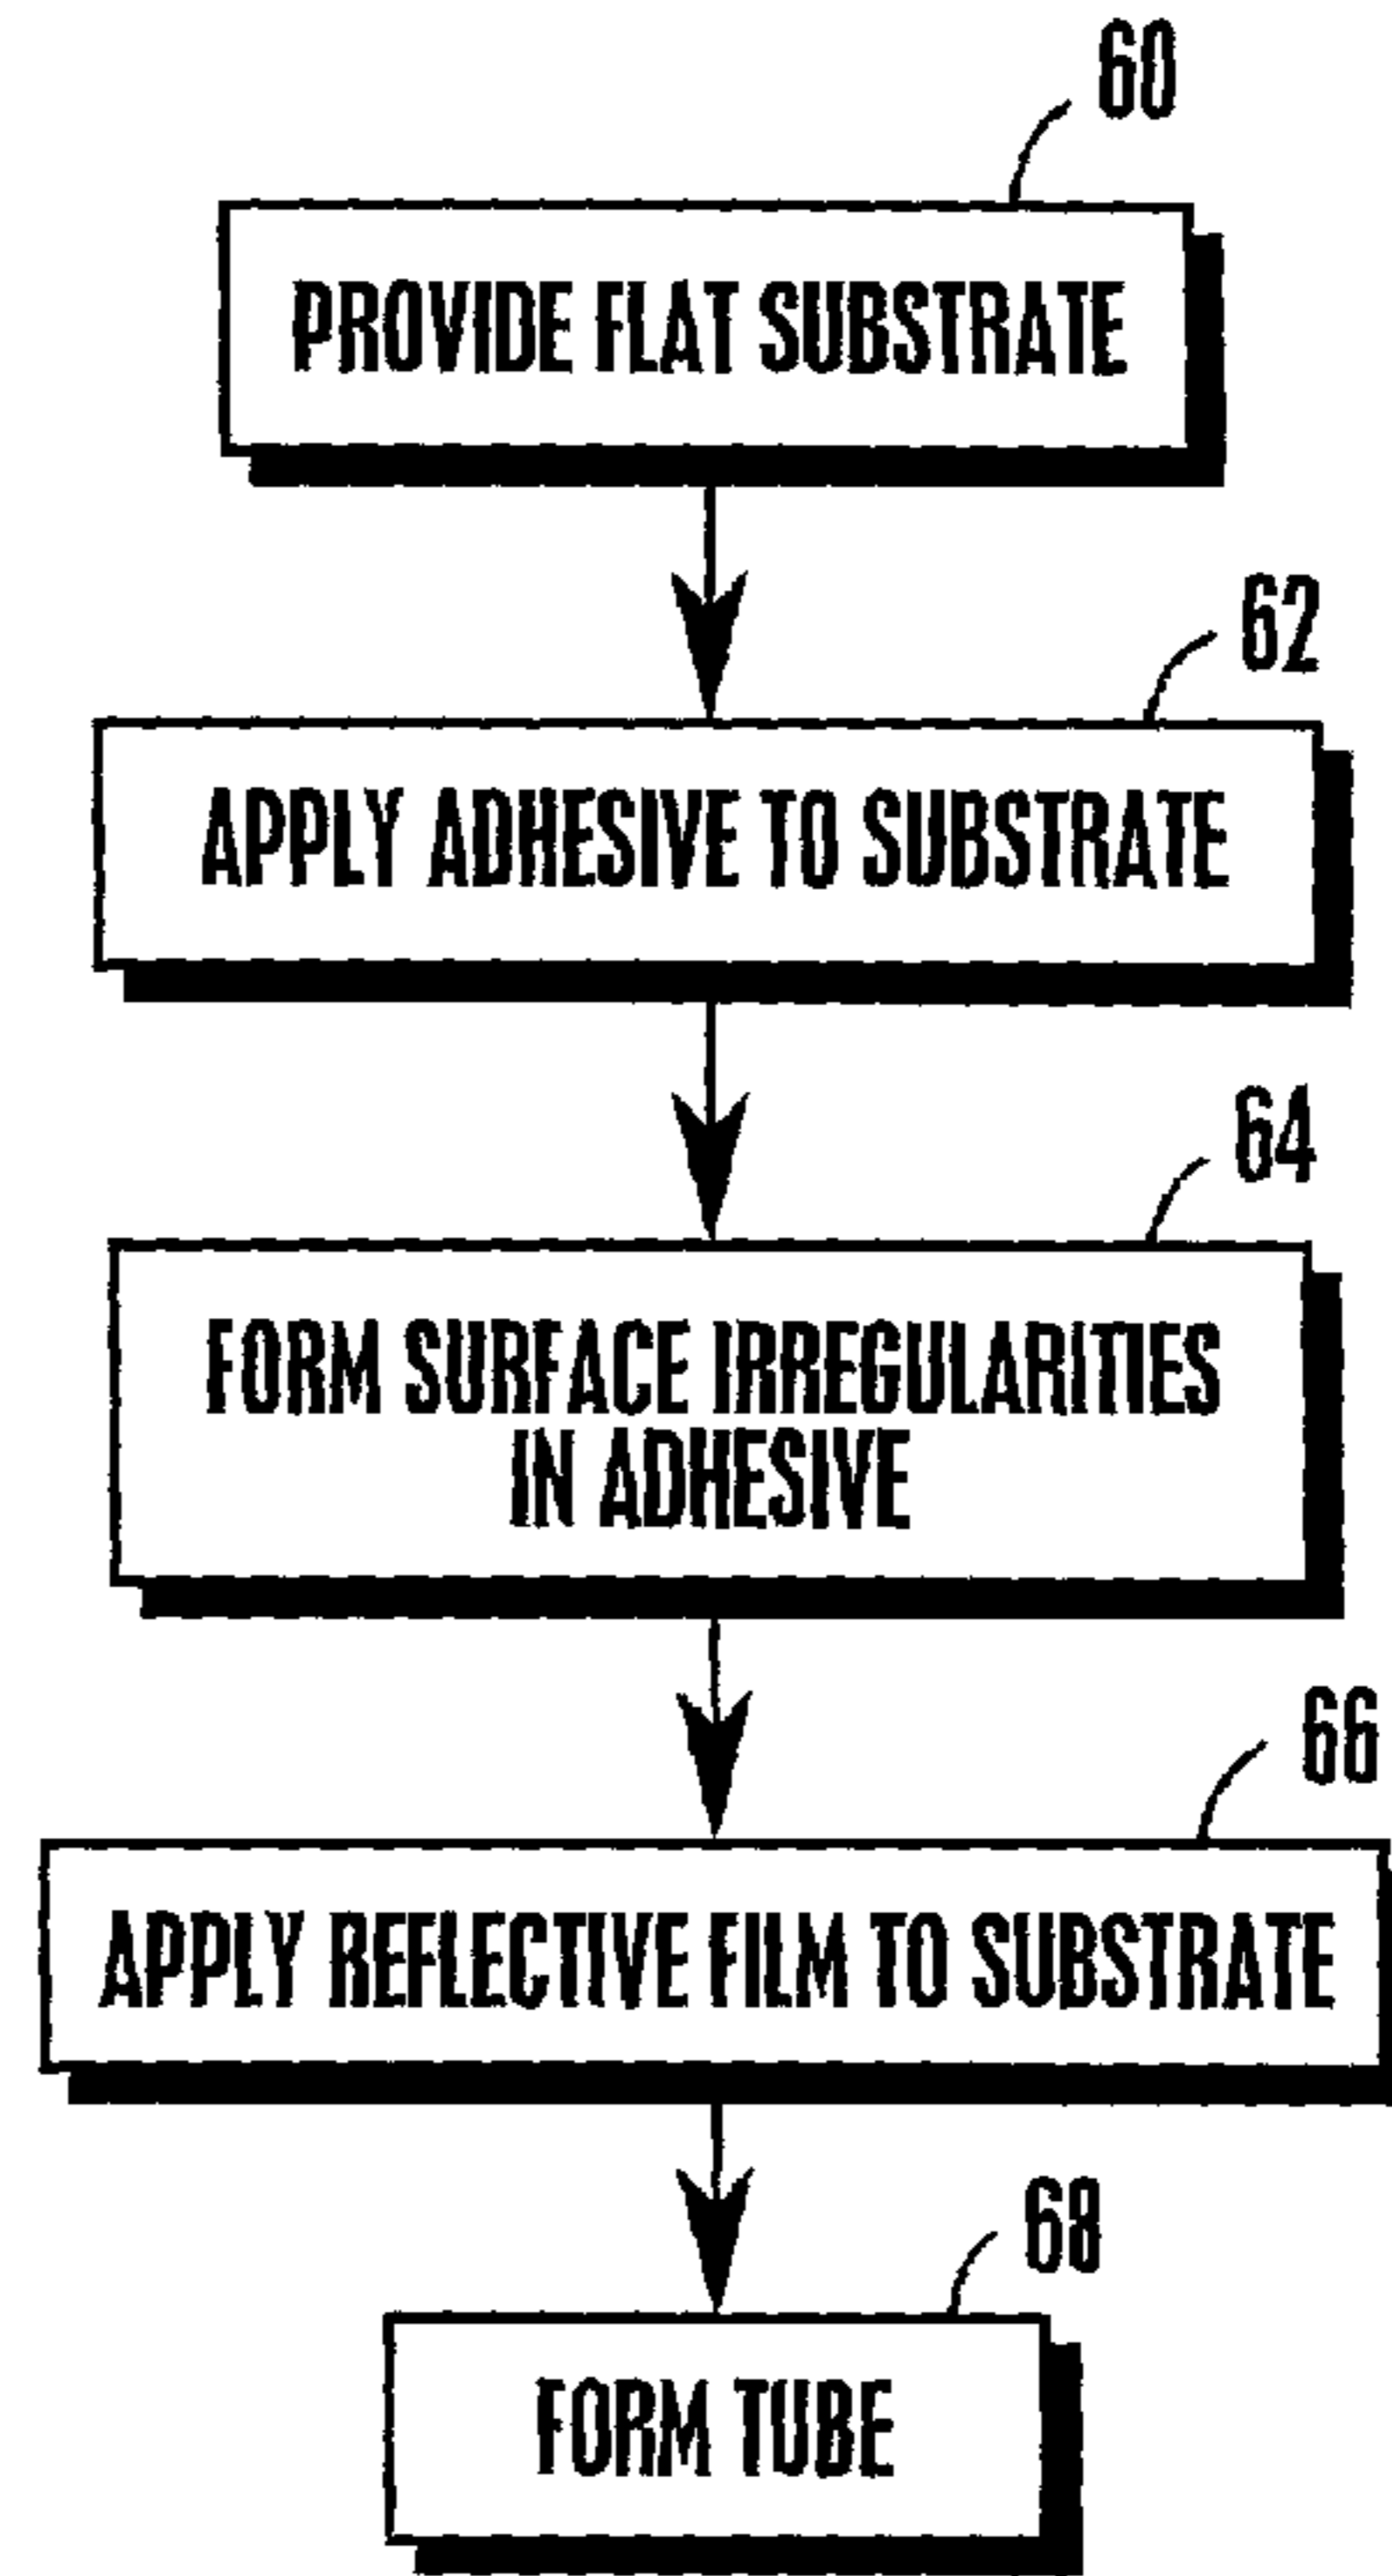 60
PROVIDE FLAT SUBSTRATE
62
APPLY ADHESIVE TO SUBSTRATE
64
FORM SURFACE IRREGULARITIES
IN ADHESIVE
66
APPLY REFLECTIVE FILM TO SUBSTRATE
68
FORM TUBE